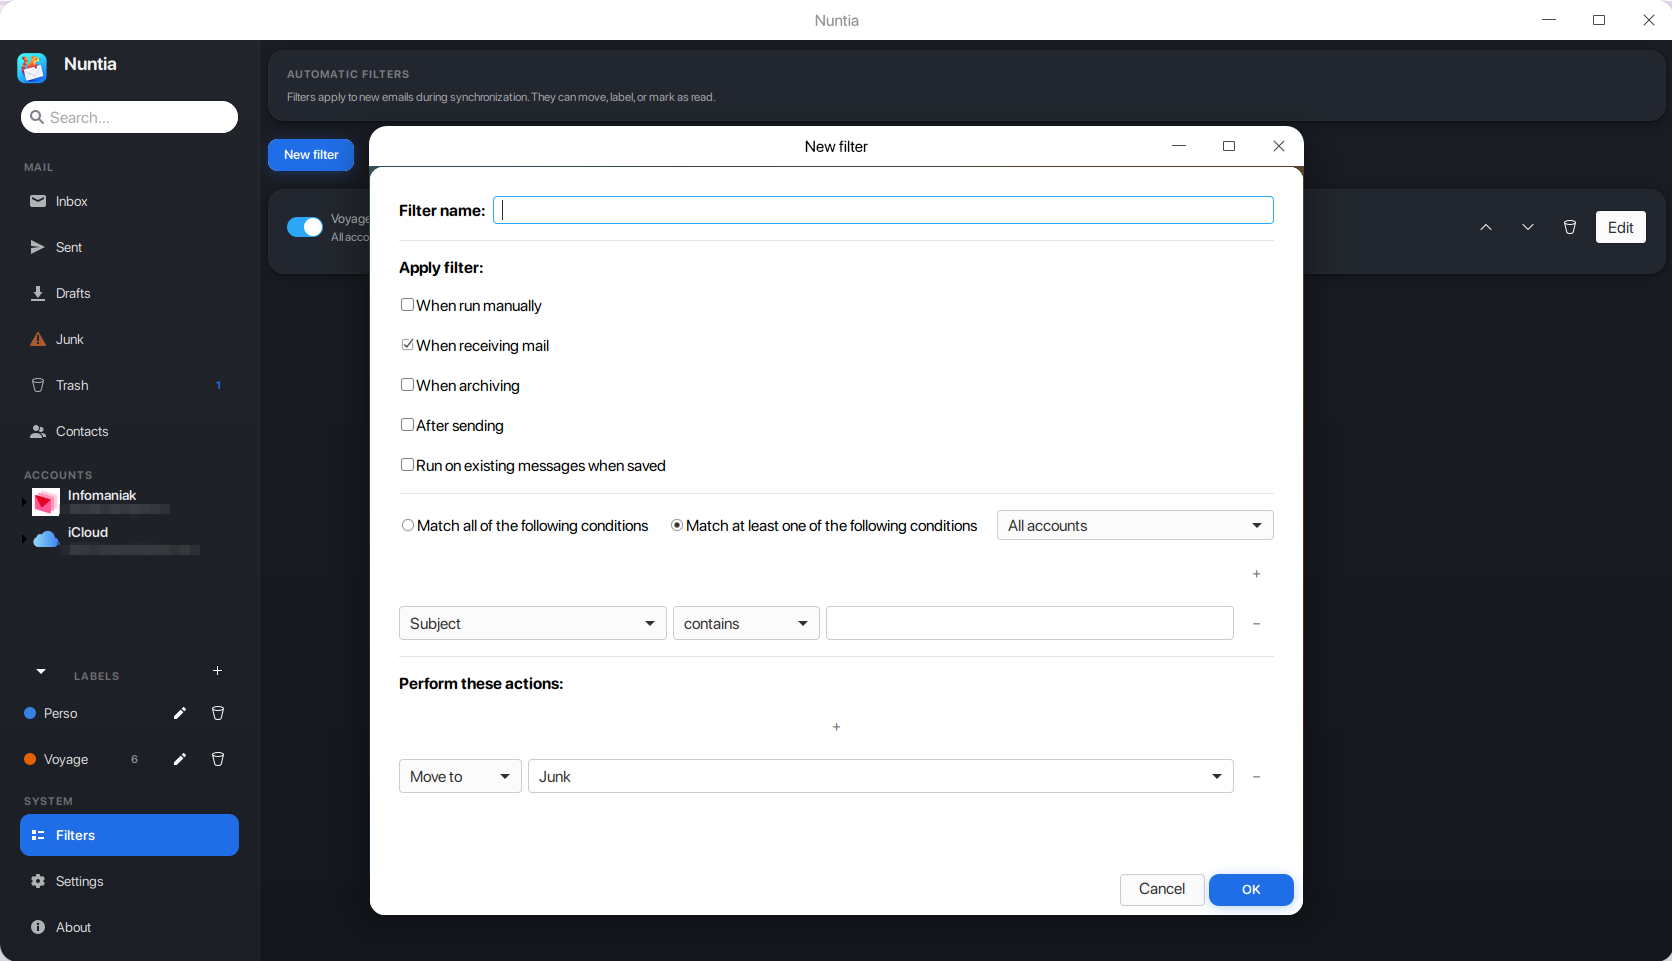 Nuntia
Nuntia
Search...
MAIL
Inbox
Sent
Drafts
Junk
Trash 1
Contacts
ACCOUNTS
Infomaniak
iCloud
LABELS
Perso
Voyage 6
SYSTEM
Filters
Settings
About
AUTOMATIC FILTERS
Filters apply to new emails during synchronization. They can move, label, or mark as read.
New filter
Voyage
All acco
Edit
New filter
Filter name:
Apply filter:
When run manually
When receiving mail
When archiving
After sending
Run on existing messages when saved
Match all of the following conditions Match at least one of the following conditions All accounts
+
Subject contains −
Perform these actions:
+
Move to Junk −
Cancel OK